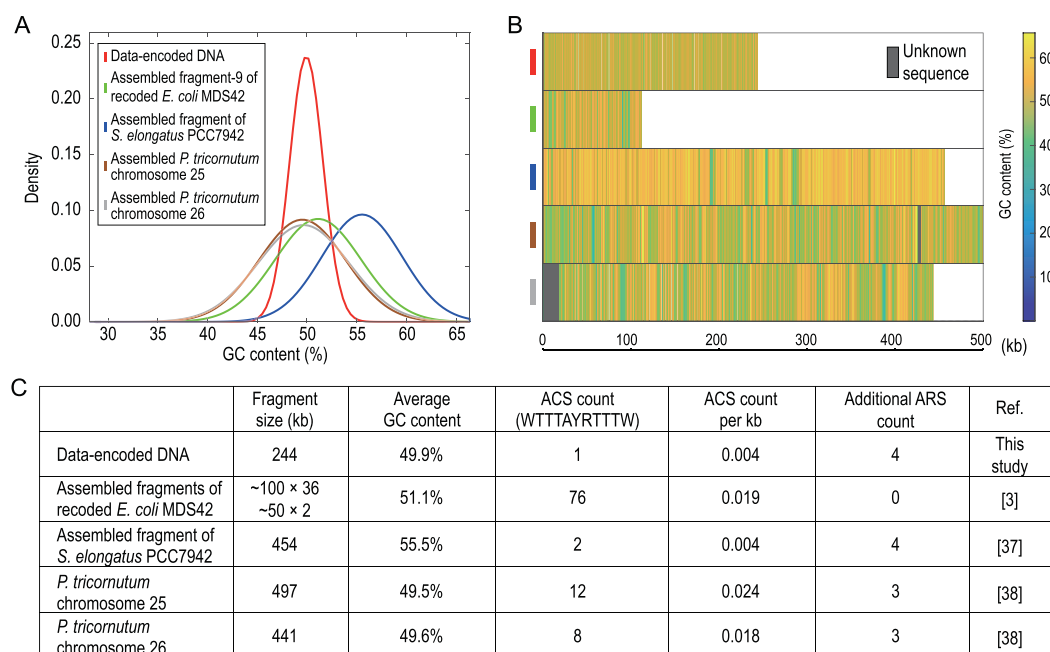 A
0.25
0.20
0.15
0.10
0.05
0.00
Density
30
35
40
45
50
55
60
65
GC content (%)
Data-encoded DNA
Assembled fragment-9 of
recoded E. coli MDS42
Assembled fragment of
S. elongatus PCC7942
Assembled P. tricornutum
chromosome 25
Assembled P. tricornutum
chromosome 26
B
Unknown
sequence
0
100
200
300
400
500
(kb)
GC content (%)
60
50
40
30
20
10
C
Fragment
size (kb)
Average
GC content
ACS count
(WTTTAYRTTTW)
ACS count
per kb
Additional ARS
count
Ref.
Data-encoded DNA
244
49.9%
1
0.004
4
This
study
Assembled fragments of
recoded E. coli MDS42
~100 × 36
~50 × 2
51.1%
76
0.019
0
[3]
Assembled fragment of
S. elongatus PCC7942
454
55.5%
2
0.004
4
[37]
P. tricornutum
chromosome 25
497
49.5%
12
0.024
3
[38]
P. tricornutum
chromosome 26
441
49.6%
8
0.018
3
[38]